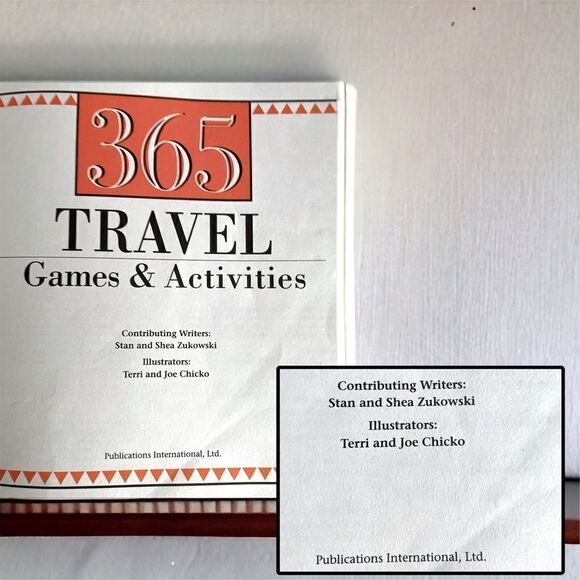 365
TRAVEL
Games & Activities
Contributing Writers:
Stan and Shea Zukowski
Illustrators:
Terri and Joe Chicko
Publications International, Ltd.
Contributing Writers:
Stan and Shea Zukowski
Illustrators:
Terri and Joe Chicko
Publications International, Ltd.